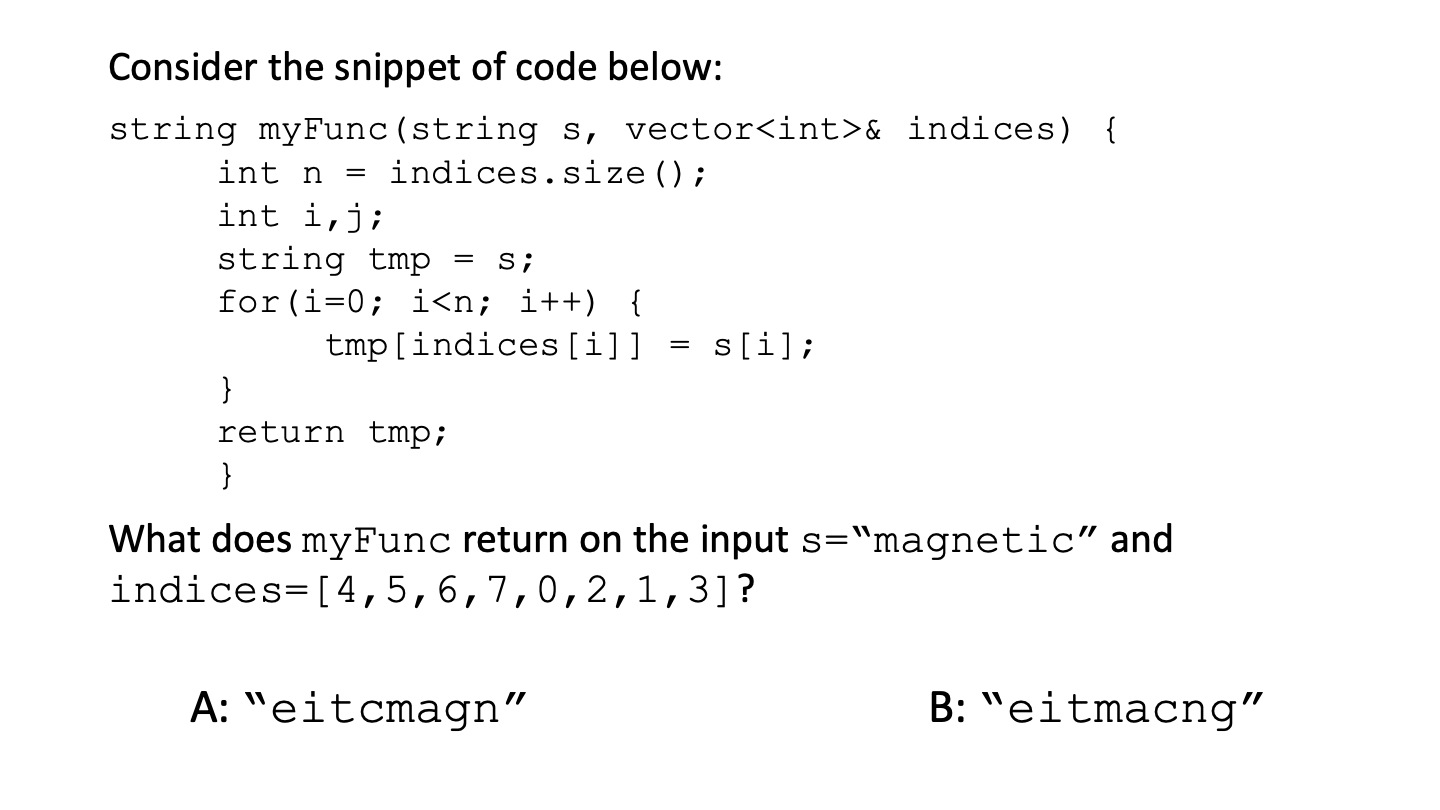 Consider the snippet of code below:
string myFunc(string s, vector<int>& indices) {
int n = indices.size();
int i,j;
string tmp = s;
for(i=0; i<n; i++) {
tmp[indices[i]] = s[i];
}
return tmp;
}
What does myFunc return on the input s=“magnetic” and
indices=[4,5,6,7,0,2,1,3]?
A: “eitcmagn” B: “eitmacng”